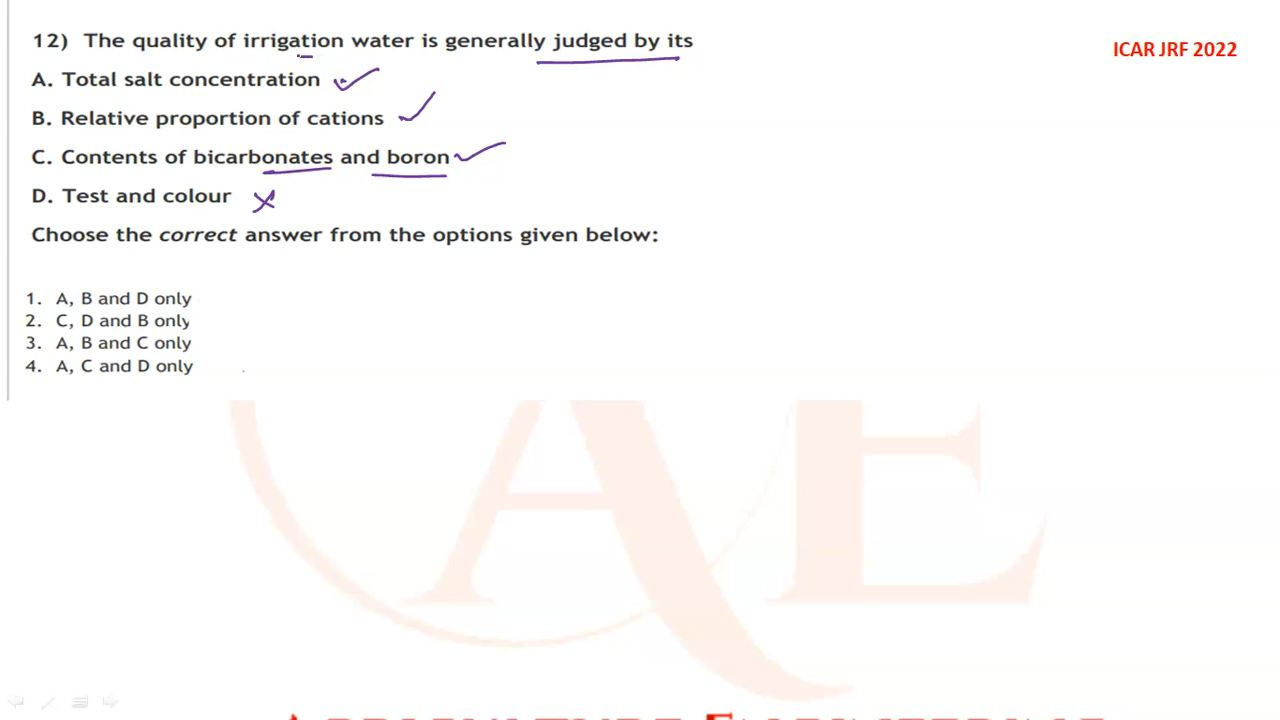 12) The quality of irrigation water is generally judged by its
ICAR JRF 2022
A. Total salt concentration
B. Relative proportion of cations
C. Contents of bicarbonates and boron
D. Test and colour
Choose the correct answer from the options given below:
1. A, B and D only
2. C, D and B only
3. A, B and C only
4. A, C and D only
AE